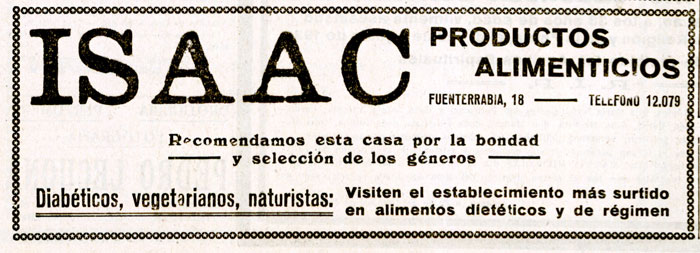 ISAAC
PRODUCTOS
ALIMENTICIOS
FUENTERRABIA, 18 — TELEFONO 12.079
Recomendamos esta casa por la bondad
y selección de los géneros —
Diabéticos, vegetarianos, naturistas:
Visiten el establecimiento más surtido
en alimentos dietéticos y de régimen